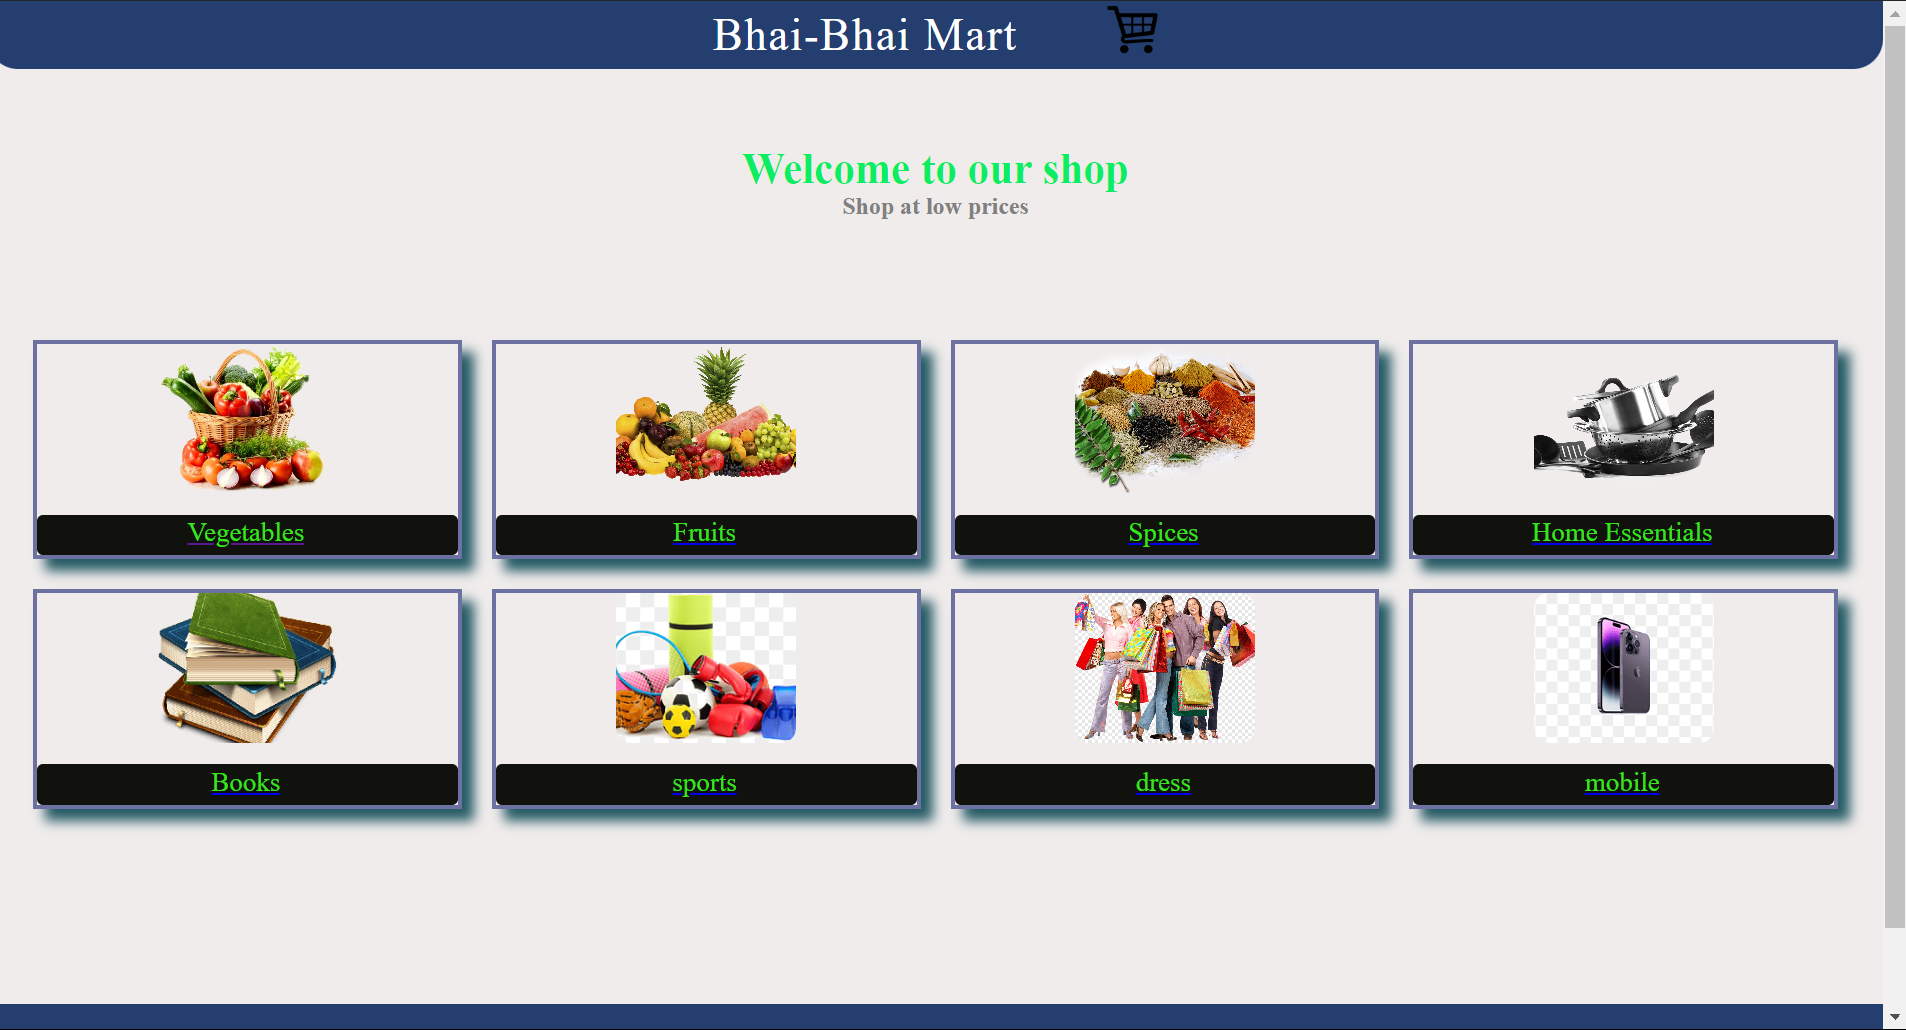 Bhai-Bhai Mart
Welcome to our shop
Shop at low prices
Vegetables
Fruits
Spices
Home Essentials
Books
sports
dress
mobile